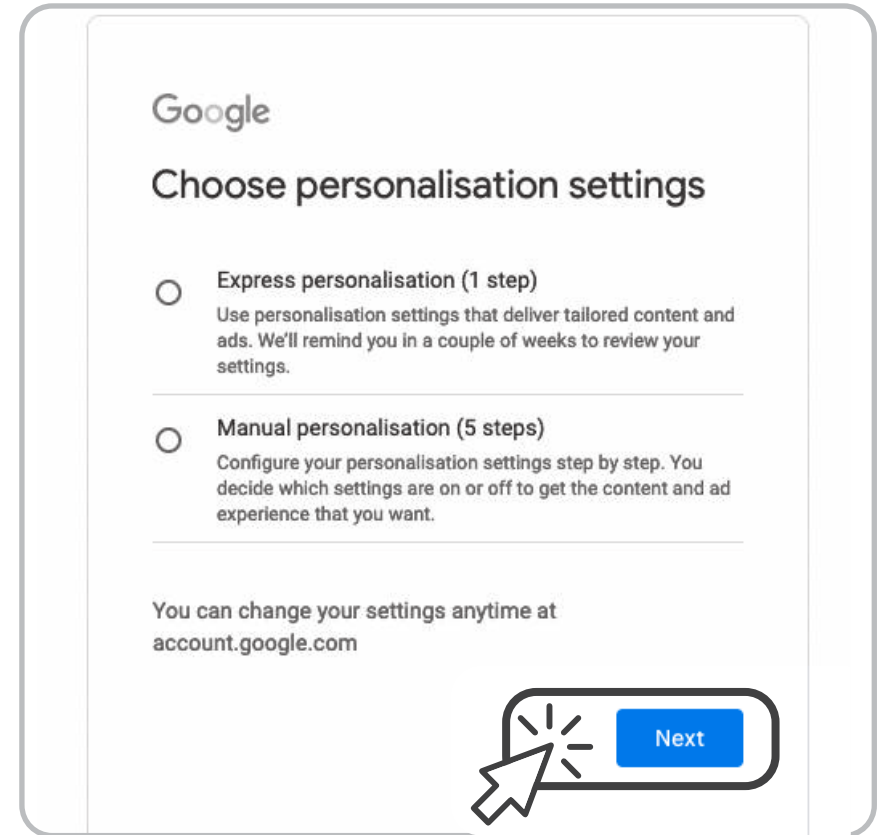 Google
Choose personalisation settings
Express personalisation (1 step)
Use personalisation settings that deliver tailored content and
ads. We'll remind you in a couple of weeks to review your
settings.
Manual personalisation (5 steps)
Configure your personalisation settings step by step. You
decide which settings are on or off to get the content and ad
experience that you want.
You can change your settings anytime at
account.google.com
Next